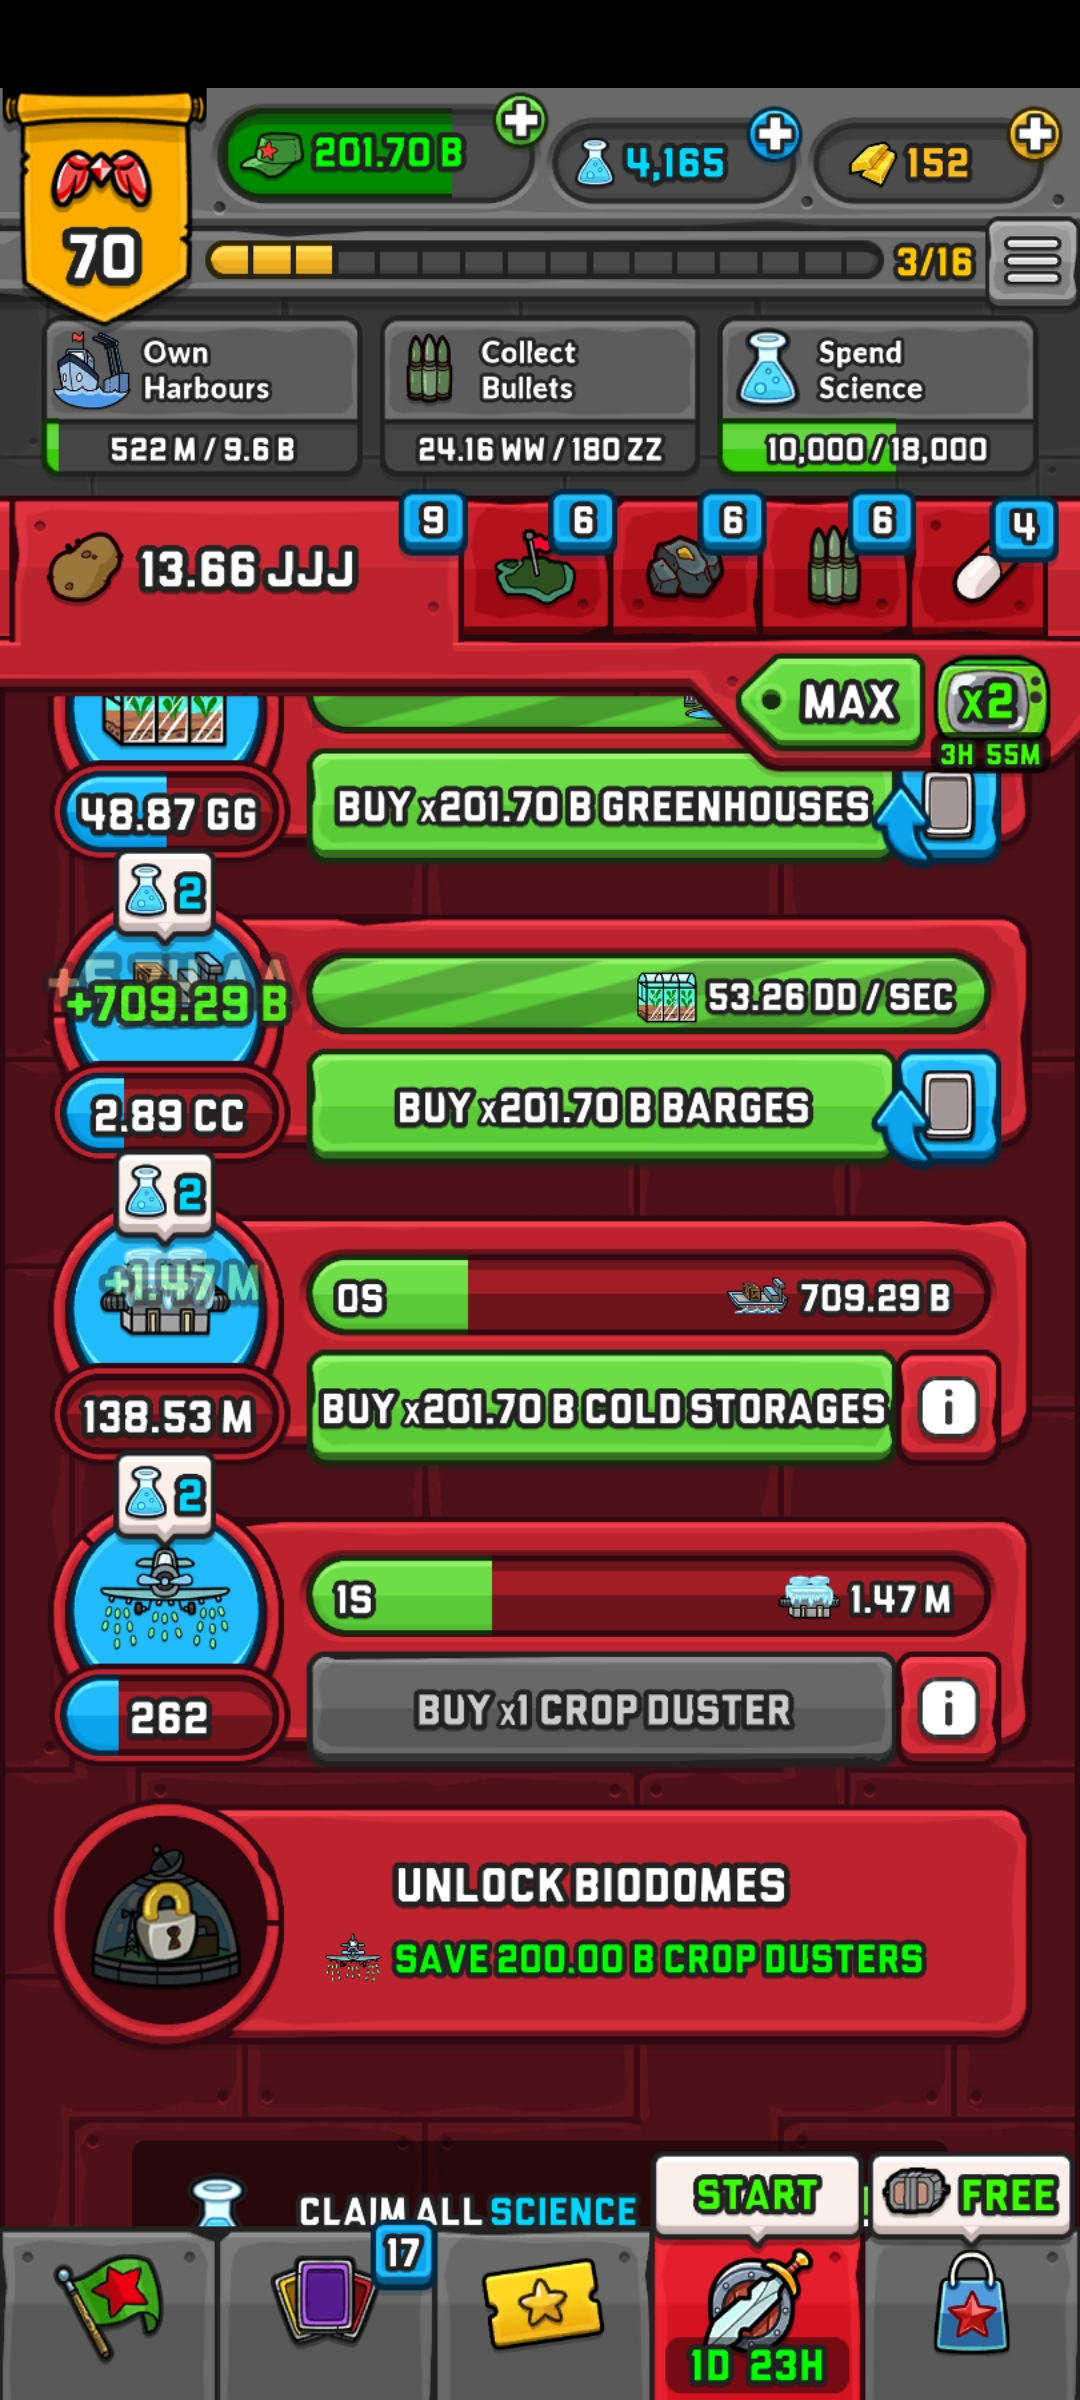 201.70 B
4,165
152
70
3/16
Own
Harbours
522 M / 9.6 B
Collect
Bullets
24.16 WW / 180 ZZ
Spend
Science
10,000 / 18,000
13.66 JJJ
9
6
6
6
4
MAX
x2
3H 55M
48.87 GG
BUY x201.70 B GREENHOUSES
2
+709.29 B
53.26 DD / SEC
2.89 CC
BUY x201.70 B BARGES
2
+1.47 M
0S
709.29 B
138.53 M
BUY x201.70 B COLD STORAGES
i
2
1S
1.47 M
262
BUY x1 CROP DUSTER
i
UNLOCK BIODOMES
SAVE 200.00 B CROP DUSTERS
CLAIM ALL SCIENCE
START
FREE
17
1D 23H